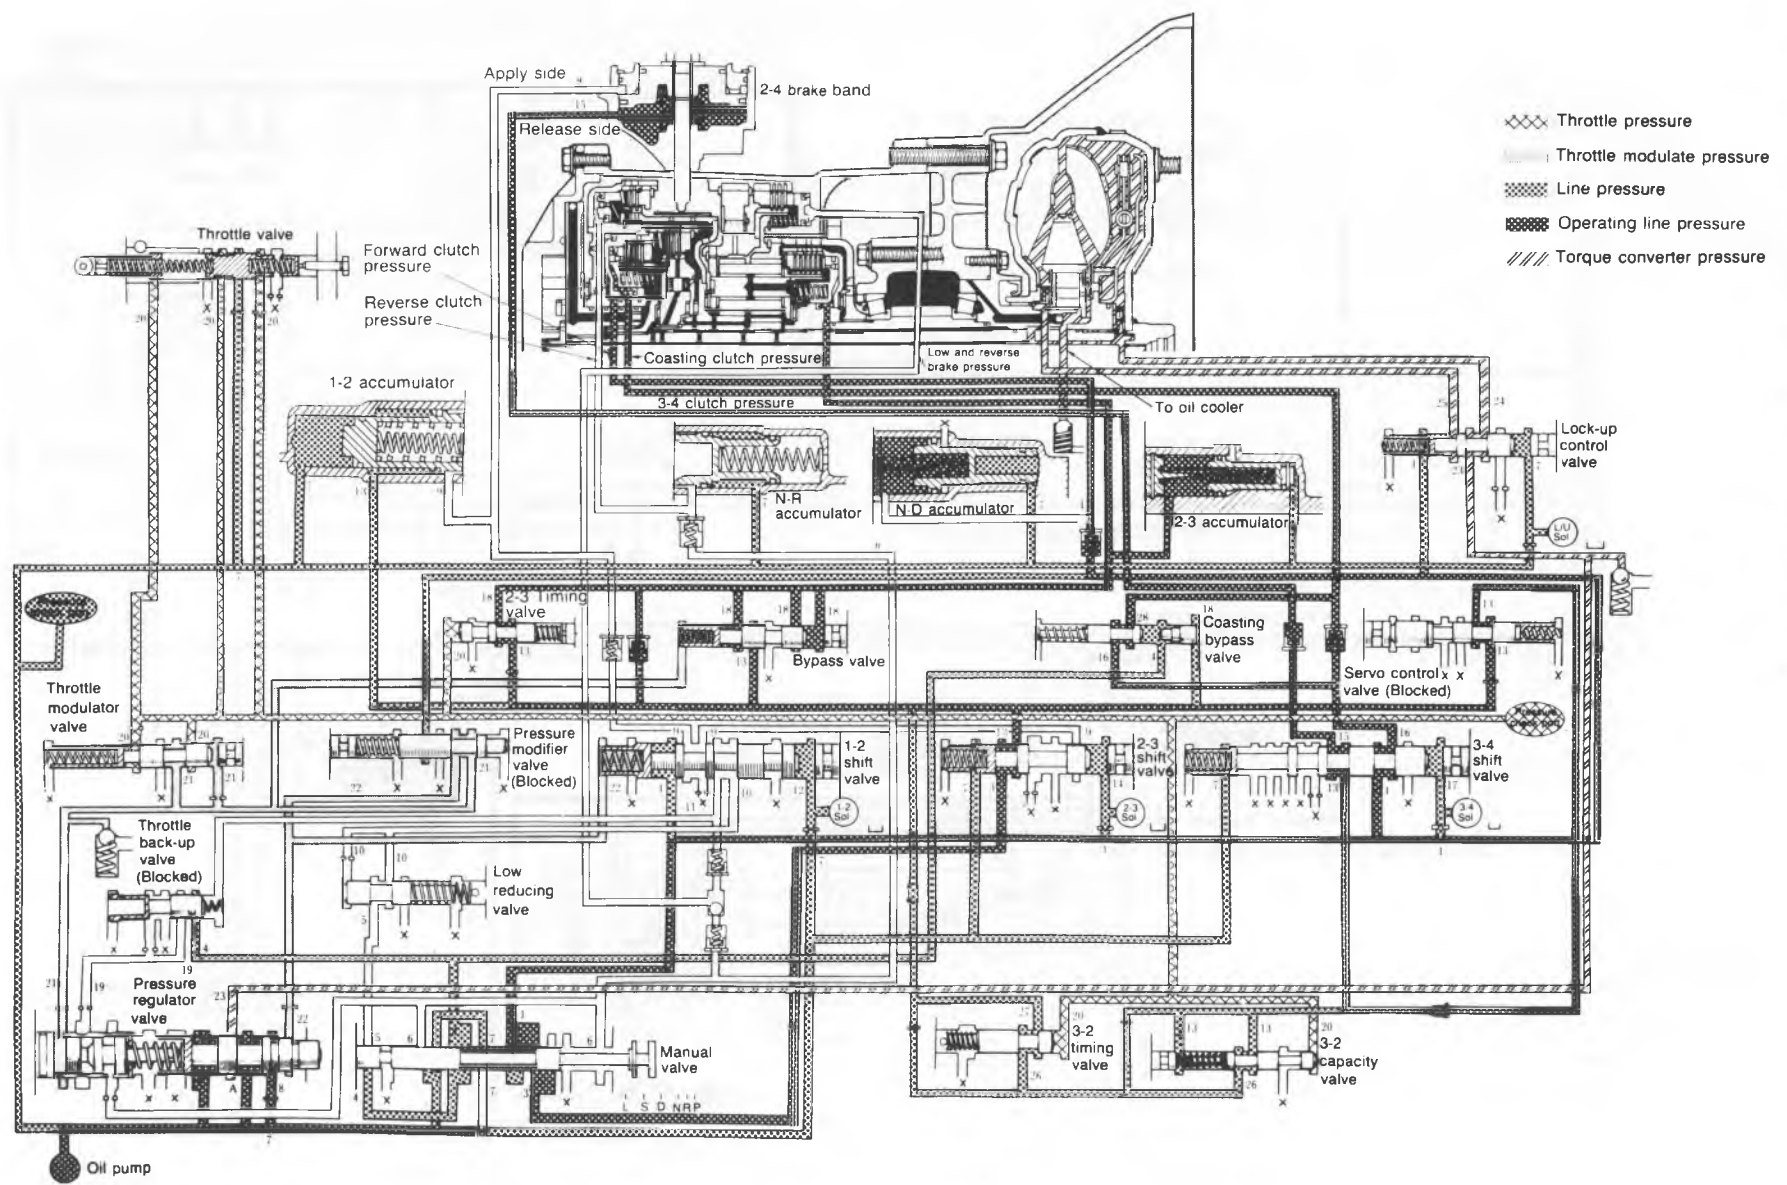 Apply side
2-4 brake band
Release side
Throttle pressure
Throttle modulate pressure
Line pressure
Operating line pressure
Torque converter pressure
Throttle valve
Forward clutch
pressure
Reverse clutch
pressure
Coasting clutch pressure
Low and reverse
brake pressure
3-4 clutch pressure
To oil cooler
1-2 accumulator
N-R
accumulator
N-D accumulator
2-3 accumulator
Lock-up
control
valve
L/U
Sol
2-3 Timing
valve
Bypass valve
Coasting
bypass
valve
Servo control
valve (Blocked)
Throttle
modulator
valve
Pressure
modifier
valve
(Blocked)
1-2
shift
valve
2-3
shift
valve
3-4
shift
valve
1-2
Sol
2-3
Sol
3-4
Sol
Throttle
back-up
valve
(Blocked)
Low
reducing
valve
Pressure
regulator
valve
Manual
valve
L S D N R P
3-2
timing
valve
3-2
capacity
valve
Oil pump